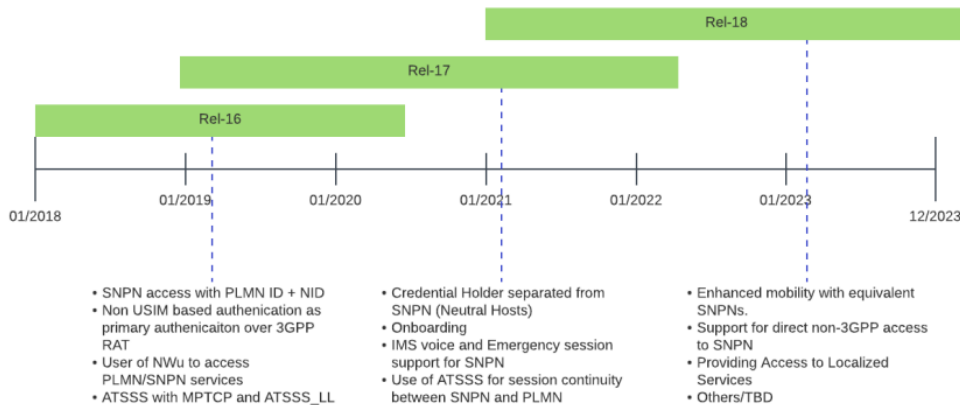 Rel-18
Rel-17
Rel-16
01/2018
01/2019
01/2020
01/2021
01/2022
01/2023
12/2023
• SNPN access with PLMN ID + NID
• Non USIM based authenication as
primary authenicaiton over 3GPP
RAT
• User of NWu to access
PLMN/SNPN services
• ATSSS with MPTCP and ATSSS_LL
• Credential Holder separated from
SNPN (Neutral Hosts)
• Onboarding
• IMS voice and Emergency session
support for SNPN
• Use of ATSSS for session continuity
between SNPN and PLMN
• Enhanced mobility with equivalent
SNPNs.
• Support for direct non-3GPP access
to SNPN
• Providing Access to Localized
Services
• Others/TBD